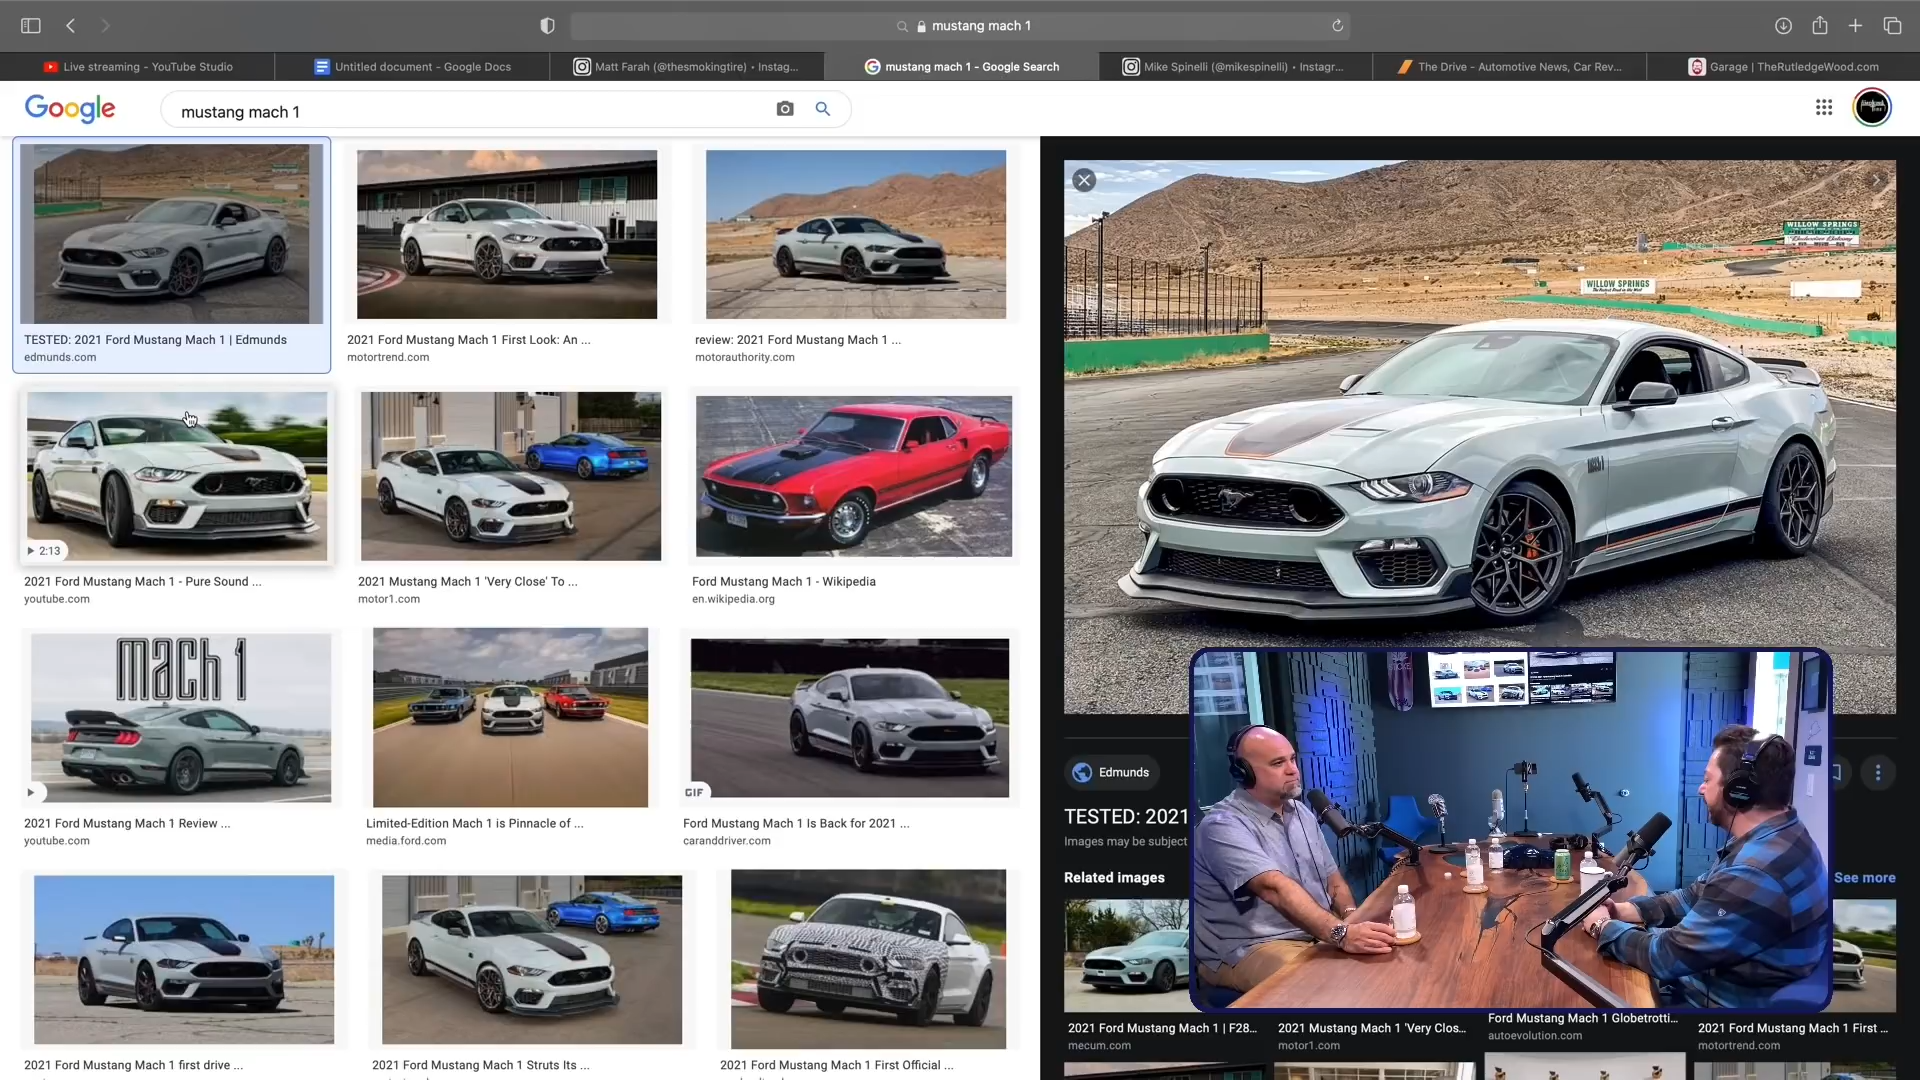 mustang mach 1
Live streaming - YouTube Studio
Untitled document - Google Docs
Matt Farah (@thesmokingtire) • Instag...
mustang mach 1 - Google Search
Mike Spinelli (@mikespinelli) • Instagr...
The Drive - Automotive News, Car Rev...
Garage | TheRutledgeWood.com
Google
mustang mach 1
TESTED: 2021 Ford Mustang Mach 1 | Edmunds
edmunds.com
2021 Ford Mustang Mach 1 First Look: An ...
motortrend.com
review: 2021 Ford Mustang Mach 1 ...
motorauthority.com
WILLOW SPRINGS
WILLOW SPRINGS
2:13
2021 Ford Mustang Mach 1 - Pure Sound ...
youtube.com
2021 Mustang Mach 1 'Very Close' To ...
motor1.com
Ford Mustang Mach 1 - Wikipedia
en.wikipedia.org
mach 1
2021 Ford Mustang Mach 1 Review ...
youtube.com
Limited-Edition Mach 1 is Pinnacle of ...
media.ford.com
GIF
Ford Mustang Mach 1 Is Back for 2021 ...
caranddriver.com
Edmunds
TESTED: 2021
Images may be subject
Related images
See more
2021 Ford Mustang Mach 1 | F28...
mecum.com
2021 Mustang Mach 1 'Very Clos...
motor1.com
Ford Mustang Mach 1 Globetrotti...
autoevolution.com
2021 Ford Mustang Mach 1 First ...
motortrend.com
2021 Ford Mustang Mach 1 first drive ...
2021 Ford Mustang Mach 1 Struts Its ...
2021 Ford Mustang Mach 1 First Official ...